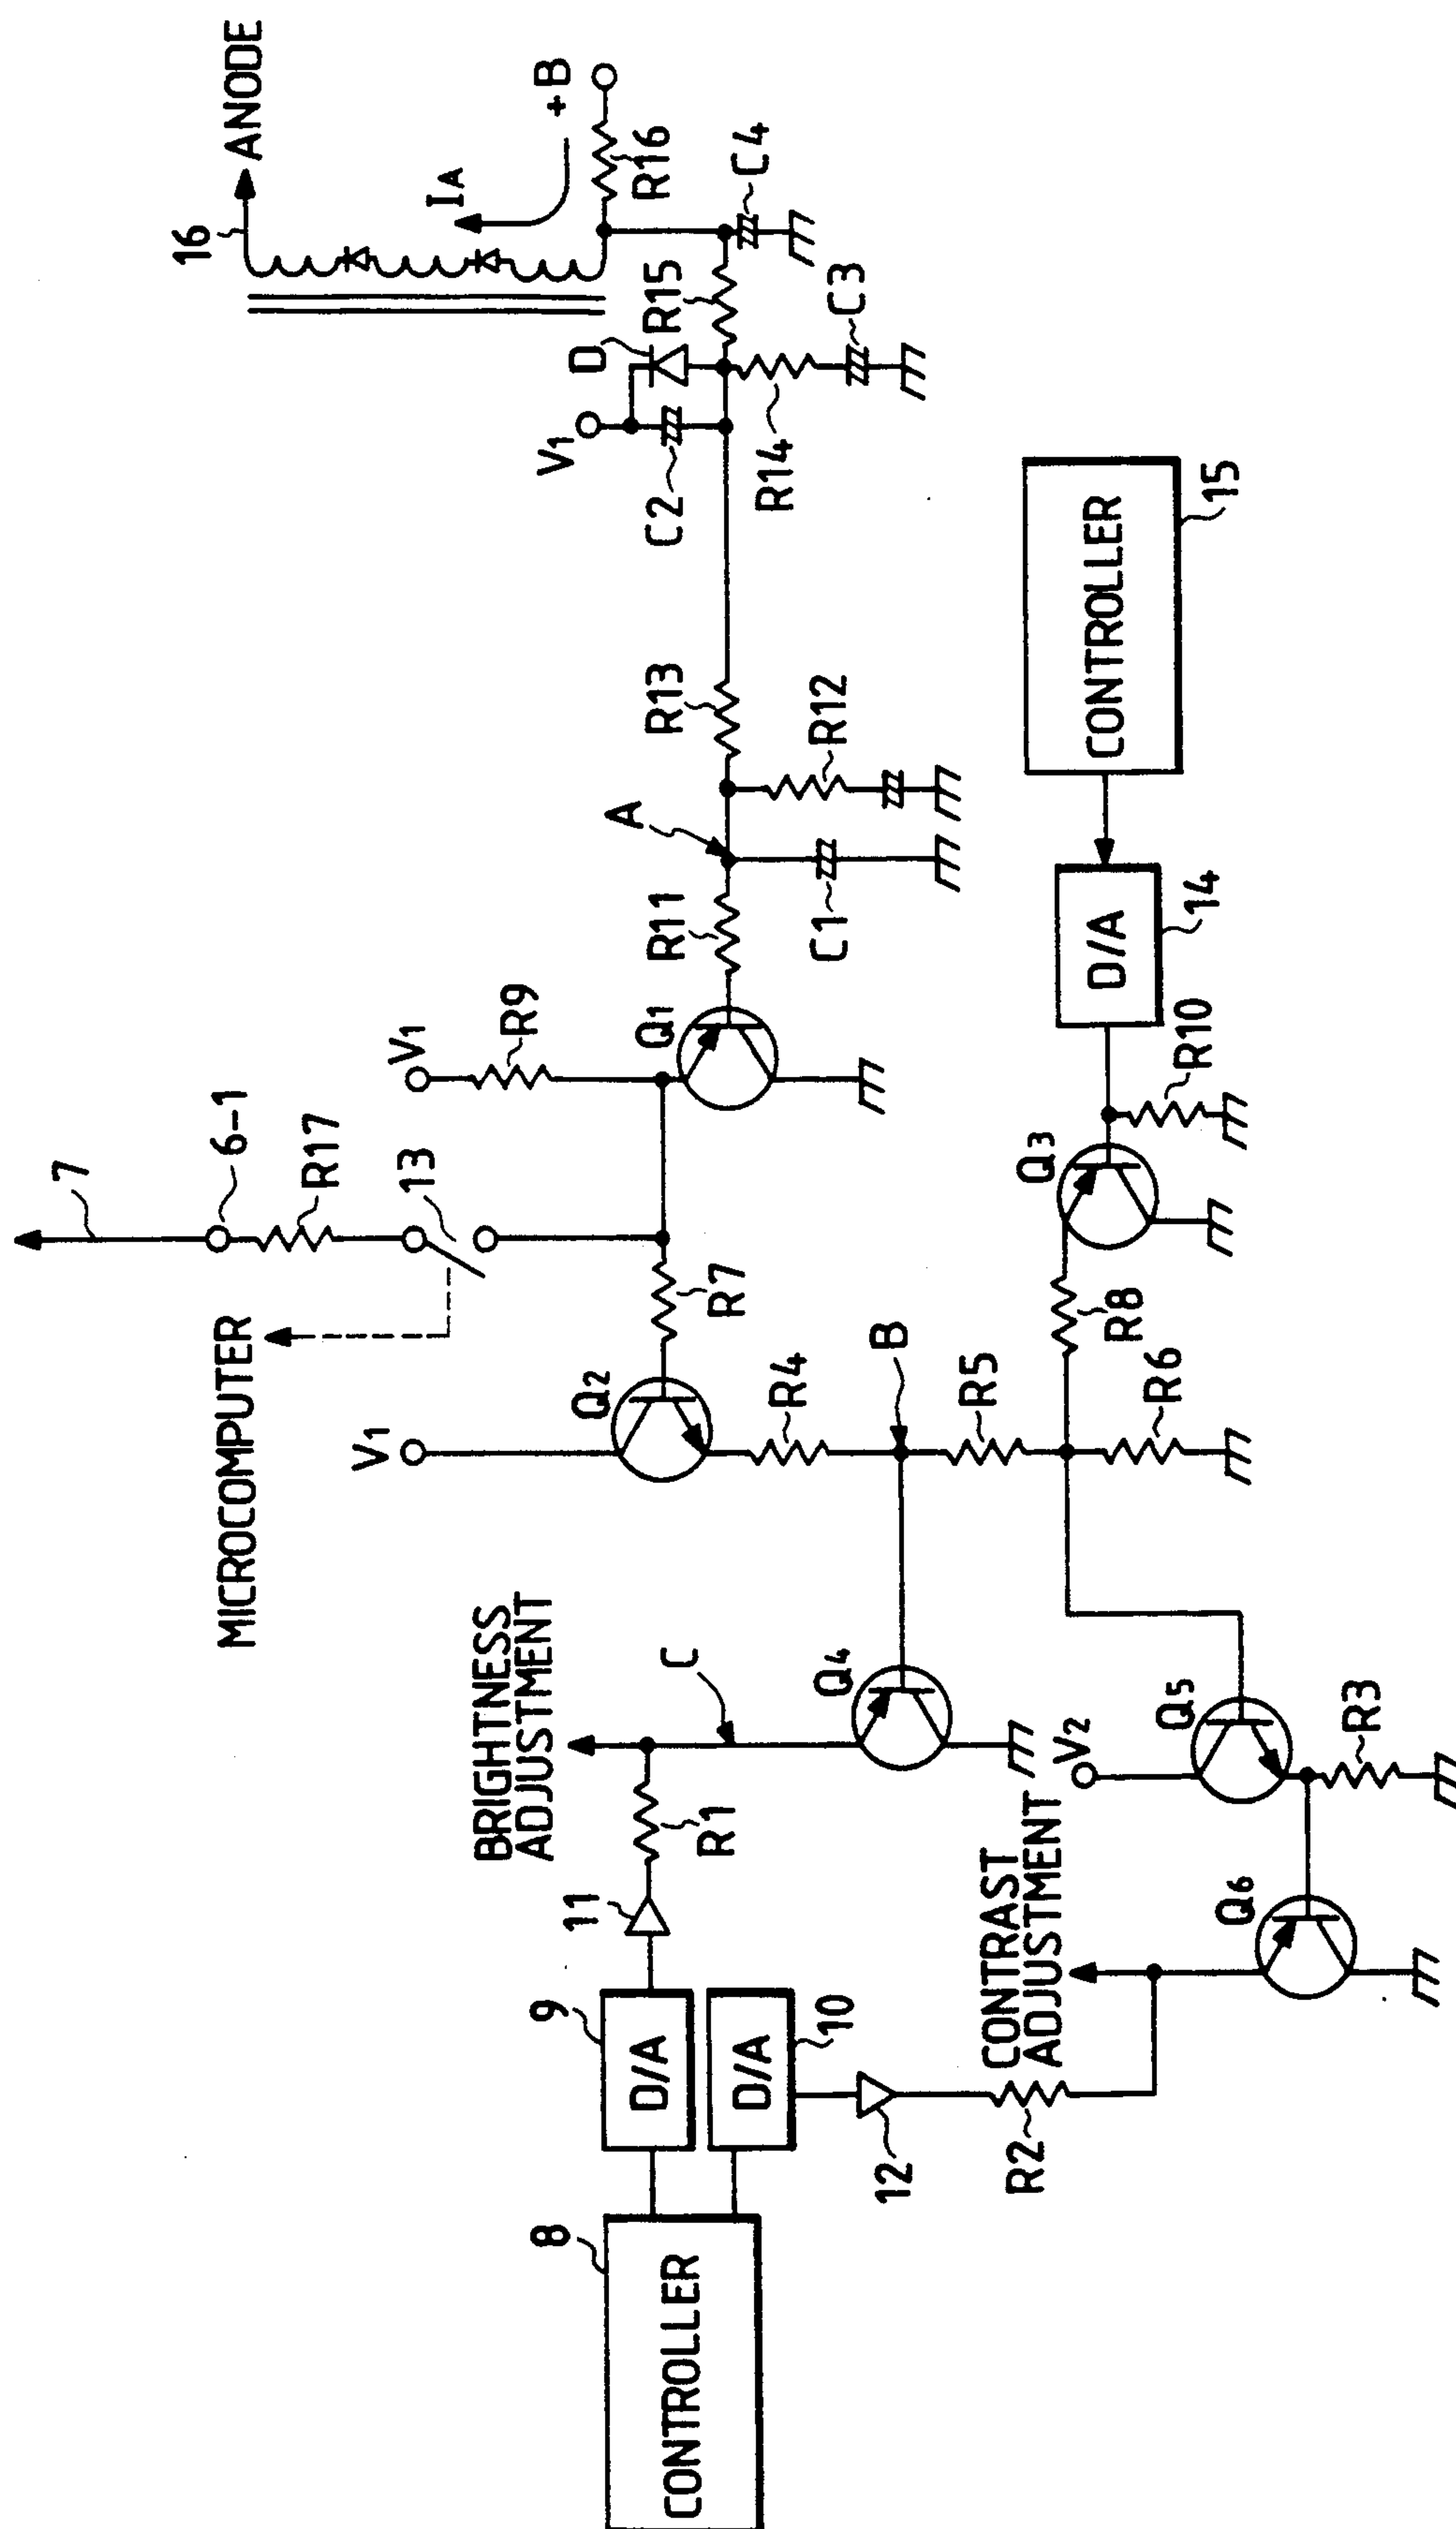 16
ANODE
IA
+B
R16
C4
R15
C3
D
V1
C2
R14
CONTROLLER
15
R13
R12
A
R11
C1
D/A
14
R10
V1
R9
Q1
Q3
7
6-1
R17
13
MICROCOMPUTER
R7
R8
V1
Q2
R4
B
R5
R6
BRIGHTNESS
ADJUSTMENT
C
Q4
V2
Q5
R3
R1
11
CONTRAST
ADJUSTMENT
Q6
9
D/A
D/A
10
12
R2
8
CONTROLLER